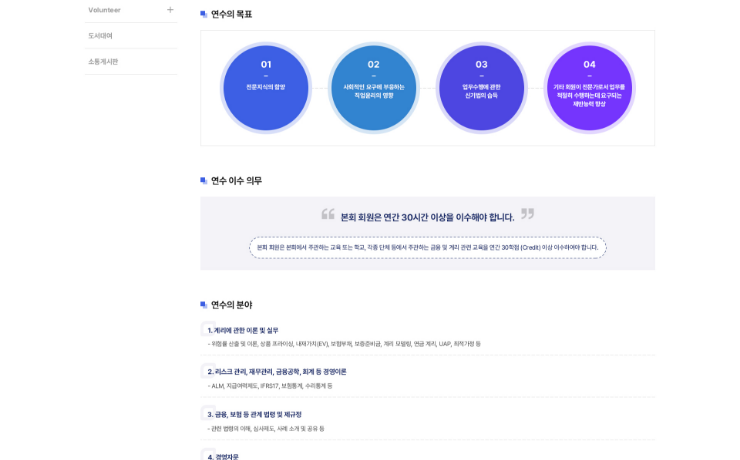 Volunteer
도서대여
소통게시판
연수의 목표
01
전문지식의 함양
02
사회적인 요구에 부응하는
직업윤리의 함양
03
업무수행에 관한
신기법의 습득
04
기타 회원이 전문가로서 업무를
적절히 수행하는데 요구되는
제반능력 향상
연수 이수 의무
“ 본회 회원은 연간 30시간 이상을 이수해야 합니다. ”
본회 회원은 본회에서 주관하는 교육 또는 학교, 각종 단체 등에서 주관하는 금융 및 계리 관련 교육을 연간 30학점 (Credit) 이상 이수하여야 합니다.
연수의 분야
1. 계리에 관한 이론 및 실무
- 위험률 산출 및 이론, 상품 프라이싱, 내재가치(EV), 보험부채, 보증준비금, 계리 모델링, 연금 계리, UAP, 최적가정 등
2. 리스크 관리, 재무관리, 금융공학, 회계 등 경영이론
- ALM, 지급여력제도, IFRS17, 보험통계, 수리통계 등
3. 금융, 보험 등 관계 법령 및 제규정
- 관련 법령의 이해, 심사제도, 사례 소개 및 공유 등
4. 경영자문